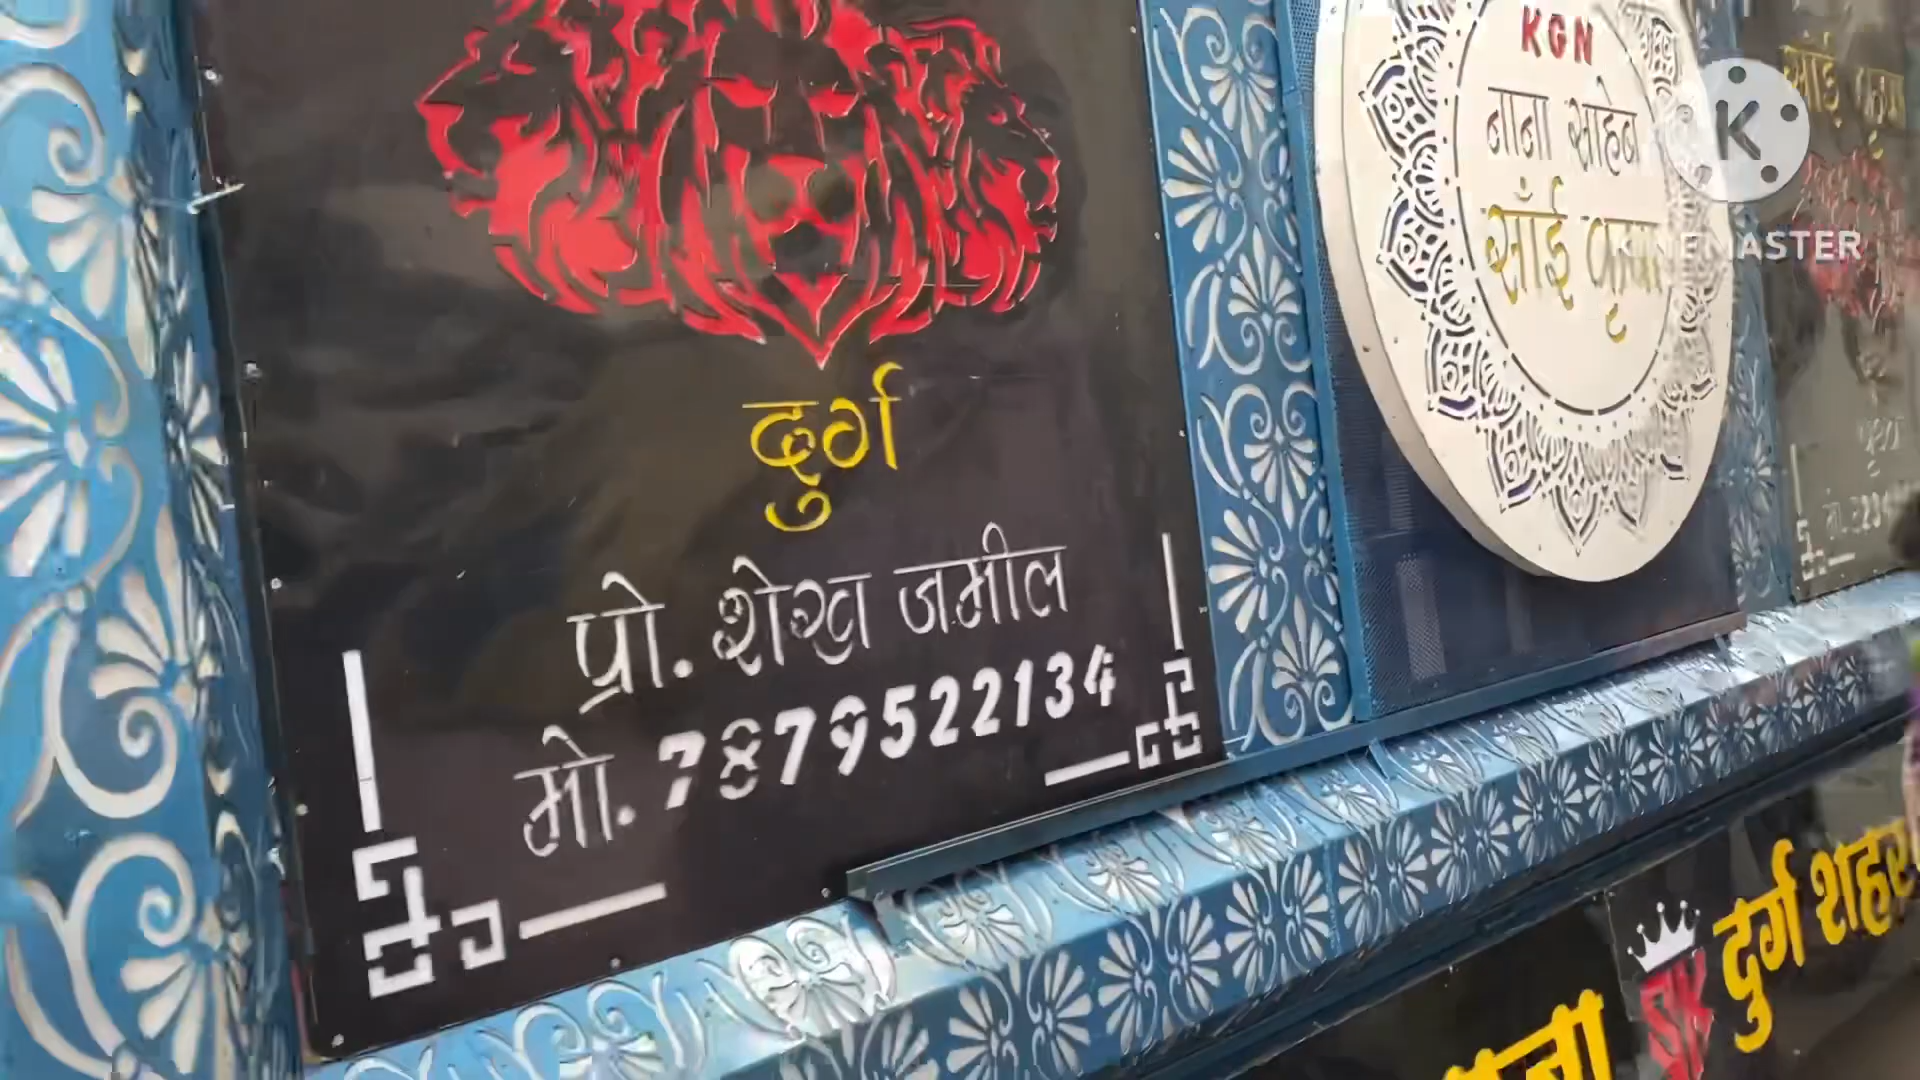 दुर्ग
प्रो. शेख जमील
मो. 7879522134
KGN
नाना साहेब
साँई कृपा
K
KINEMASTER
SK
दुर्ग शहर